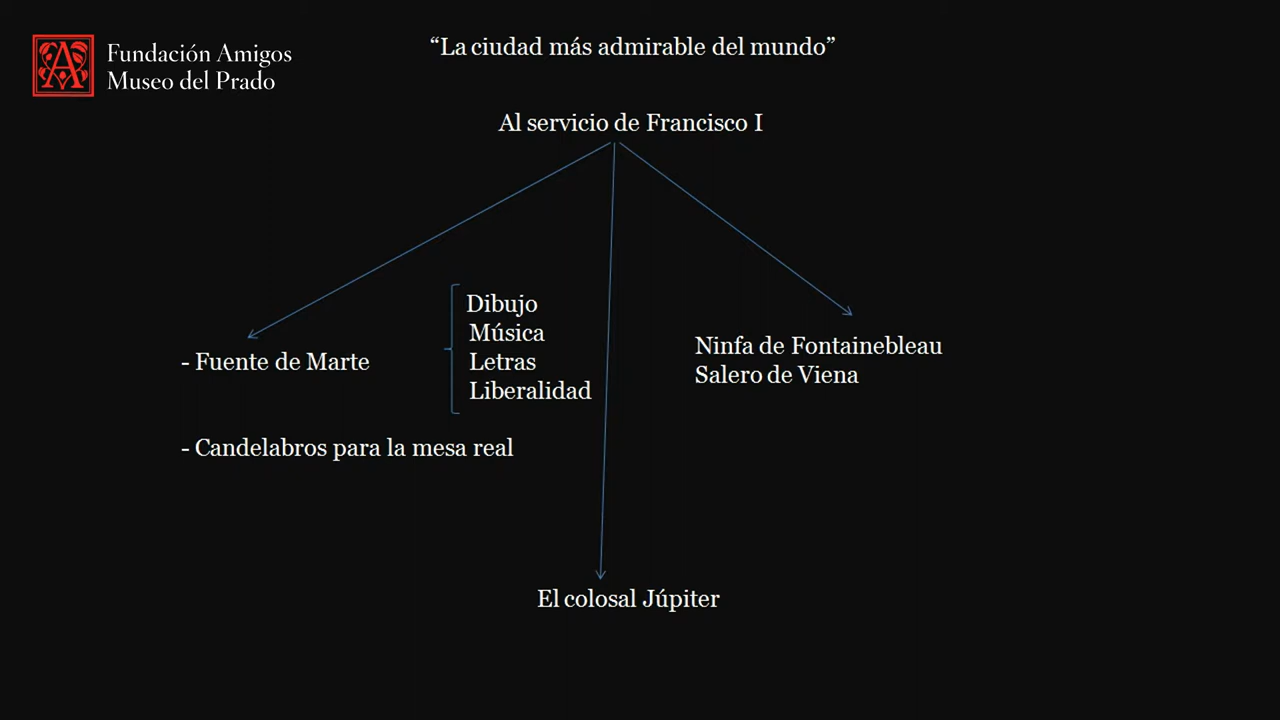 Fundación Amigos
Museo del Prado
“La ciudad más admirable del mundo”
Al servicio de Francisco I
- Fuente de Marte
Dibujo
Música
Letras
Liberalidad
- Candelabros para la mesa real
Ninfa de Fontainebleau
Salero de Viena
El colosal Júpiter